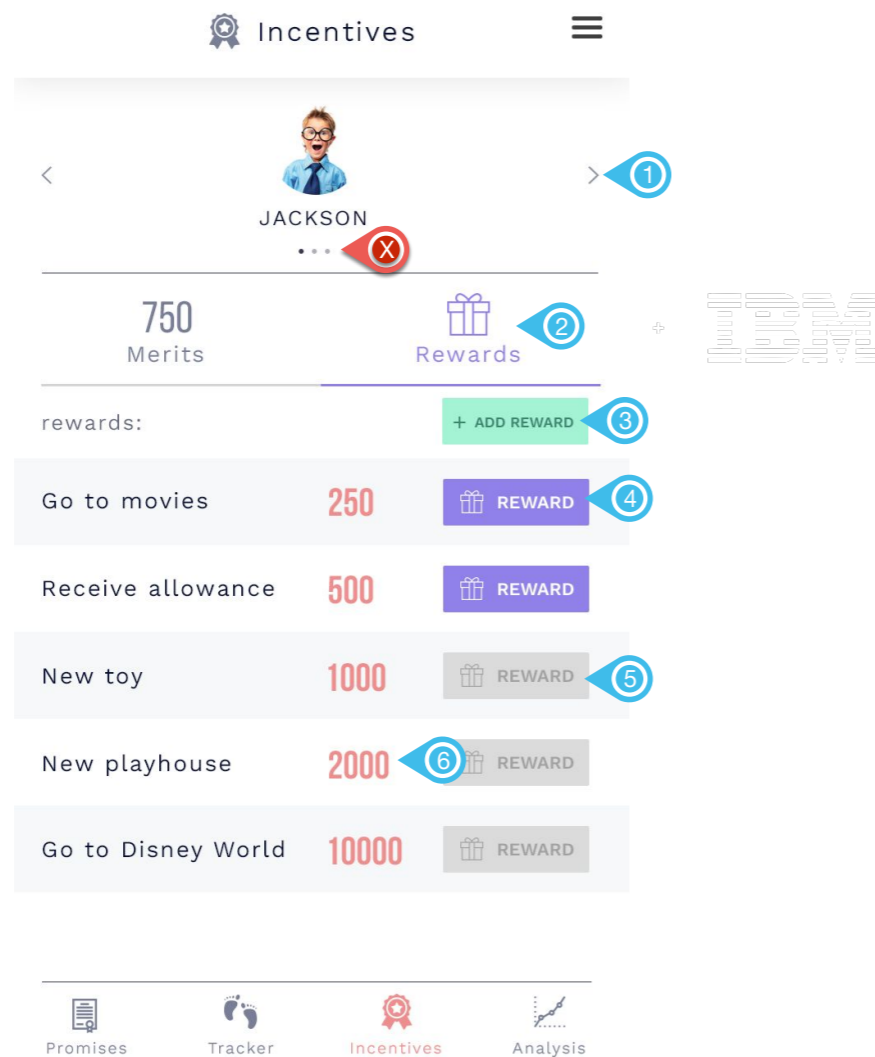 Incentives
1
JACKSON
X
750
Merits
Rewards
2
+
IBM
rewards:
+ ADD REWARD
3
Go to movies 250 REWARD
4
Receive allowance 500 REWARD
New toy 1000 REWARD
5
New playhouse 2000 REWARD
6
Go to Disney World 10000 REWARD
Promises Tracker Incentives Analysis